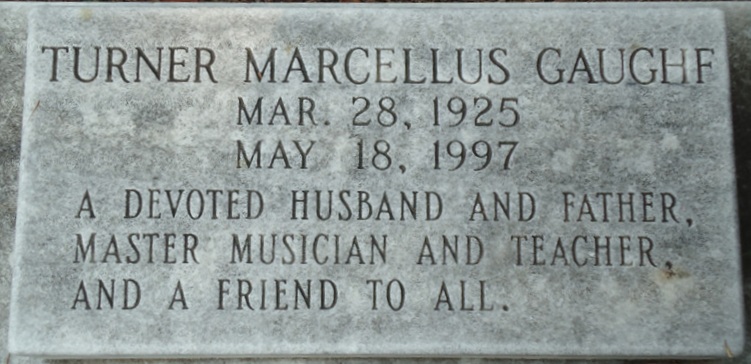 TURNER MARCELLUS GAUGHF
MAR. 28, 1925
MAY 18, 1997
A DEVOTED HUSBAND AND FATHER,
MASTER MUSICIAN AND TEACHER,
AND A FRIEND TO ALL.